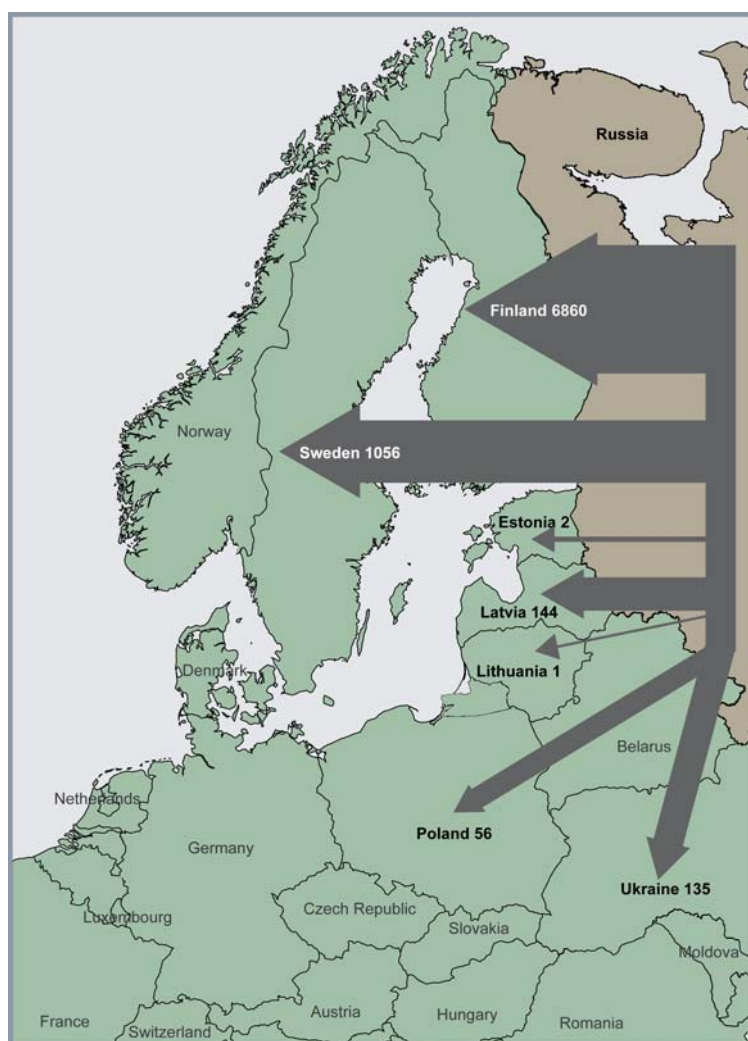 Russia
Finland 6860
Norway
Sweden 1056
Estonia 2
Latvia 144
Denmark
Lithuania 1
Belarus
Nethenands
Poland 56
Germany
Ukraine 135
Czech Republic
Luxembourg
Slovakia
Moldova
Austria
Hungary
France
Switzerland
Romania